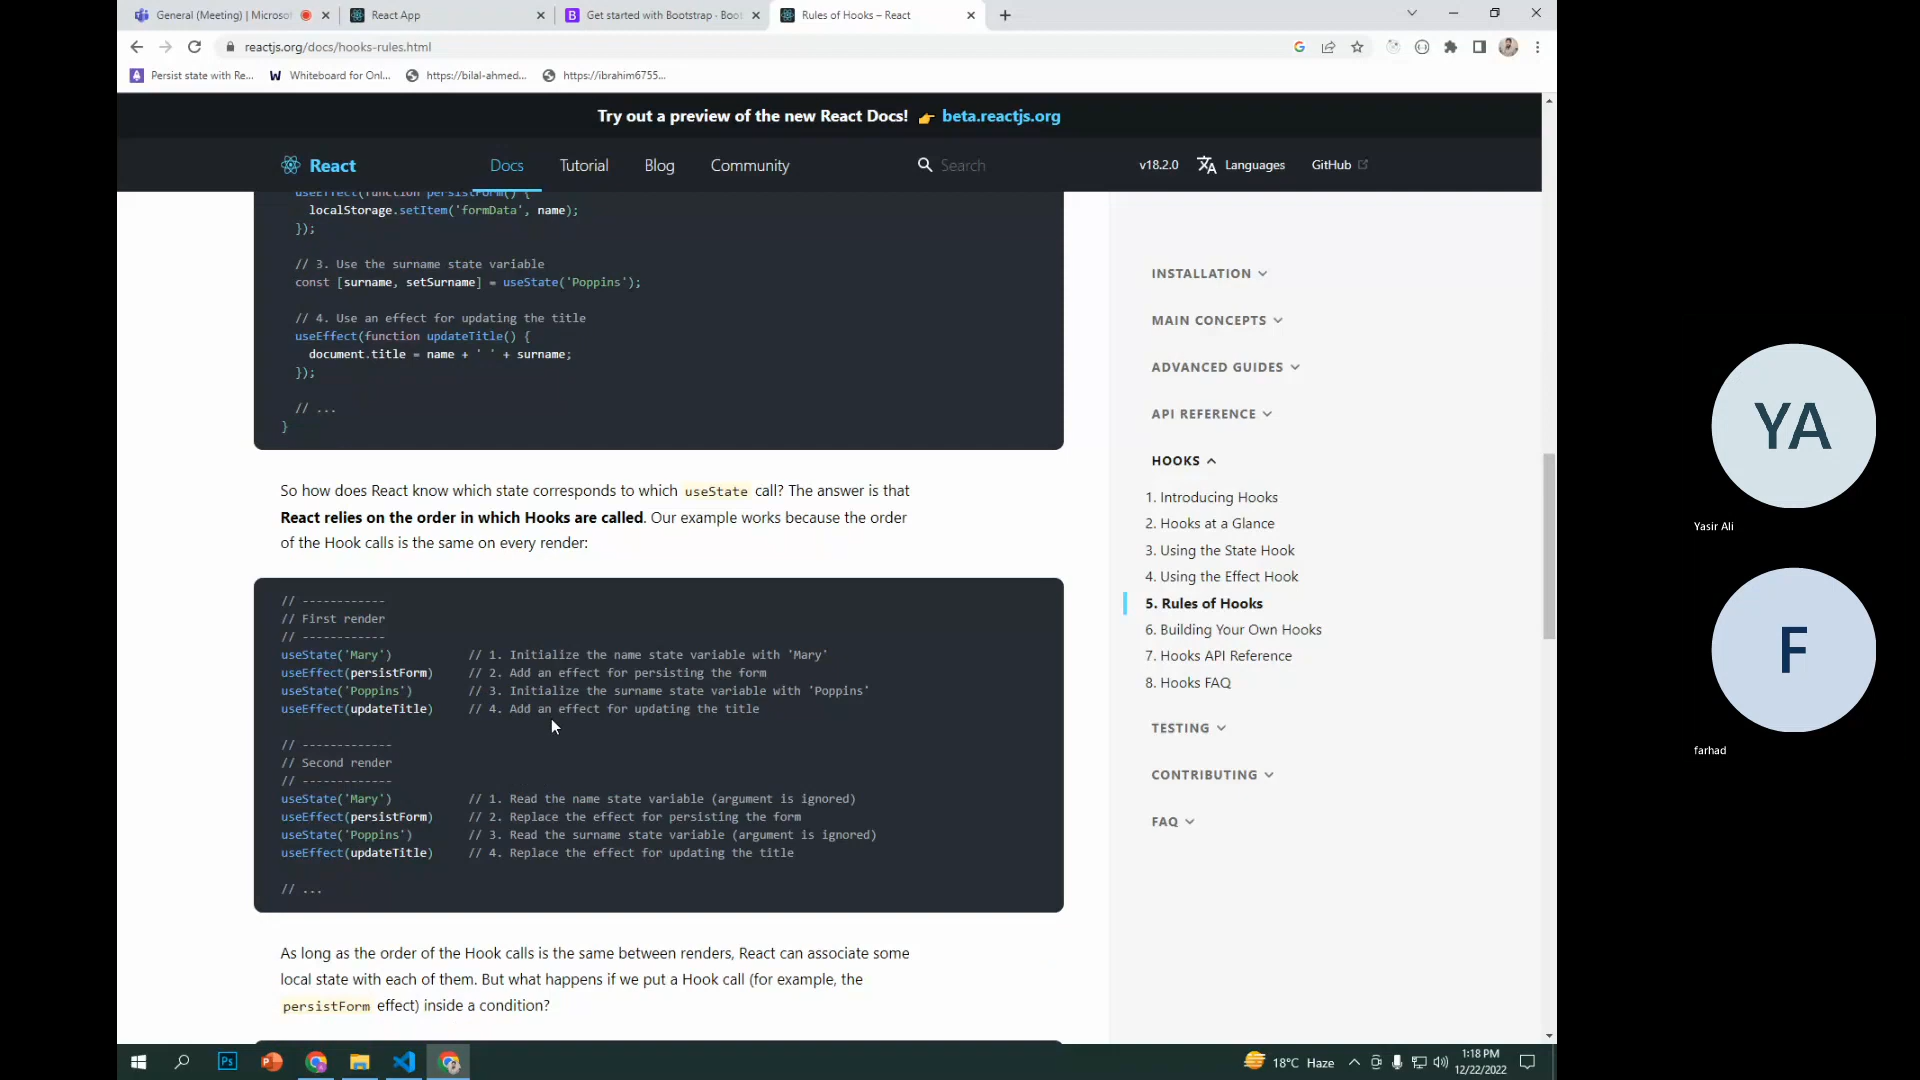 General (Meeting) | Microso
React App
Get started with Bootstrap · Boot
Rules of Hooks – React
reactjs.org/docs/hooks-rules.html
Persist state with Re...
Whiteboard for Onl...
https://bilal-ahmed...
https://ibrahim6755...
Try out a preview of the new React Docs! 👉 beta.reactjs.org
React
Docs
Tutorial
Blog
Community
Search
v18.2.0
Languages
GitHub
useEffect(function persistForm() {
localStorage.setItem('formData', name);
});
// 3. Use the surname state variable
const [surname, setSurname] = useState('Poppins');
// 4. Use an effect for updating the title
useEffect(function updateTitle() {
document.title = name + ' ' + surname;
});
// ...
}
So how does React know which state corresponds to which useState call? The answer is that
React relies on the order in which Hooks are called. Our example works because the order
of the Hook calls is the same on every render:
// ------------
// First render
// ------------
useState('Mary') // 1. Initialize the name state variable with 'Mary'
useEffect(persistForm) // 2. Add an effect for persisting the form
useState('Poppins') // 3. Initialize the surname state variable with 'Poppins'
useEffect(updateTitle) // 4. Add an effect for updating the title
// -------------
// Second render
// -------------
useState('Mary') // 1. Read the name state variable (argument is ignored)
useEffect(persistForm) // 2. Replace the effect for persisting the form
useState('Poppins') // 3. Read the surname state variable (argument is ignored)
useEffect(updateTitle) // 4. Replace the effect for updating the title
// ...
As long as the order of the Hook calls is the same between renders, React can associate some
local state with each of them. But what happens if we put a Hook call (for example, the
persistForm effect) inside a condition?
INSTALLATION
MAIN CONCEPTS
ADVANCED GUIDES
API REFERENCE
HOOKS
1. Introducing Hooks
2. Hooks at a Glance
3. Using the State Hook
4. Using the Effect Hook
5. Rules of Hooks
6. Building Your Own Hooks
7. Hooks API Reference
8. Hooks FAQ
TESTING
CONTRIBUTING
FAQ
YA
Yasir Ali
F
farhad
Ps
18°C Haze
1:18 PM
12/22/2022